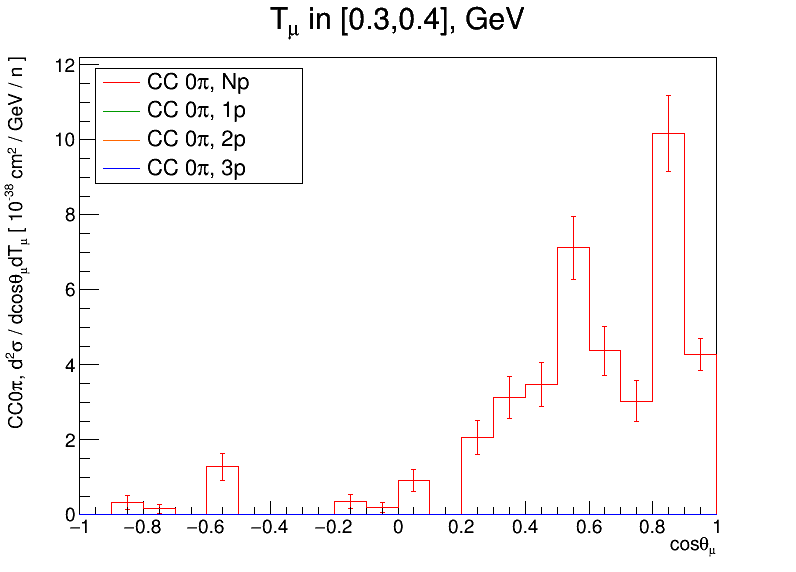 T_μ in [0.3,0.4], GeV
CC0π, d²σ / dcosθ_μdT_μ [ 10⁻³⁸ cm² / GeV / n ]
CC 0π, Np
CC 0π, 1p
CC 0π, 2p
CC 0π, 3p
12
10
8
6
4
2
0
−1 −0.8 −0.6 −0.4 −0.2 0 0.2 0.4 0.6 0.8 1
cosθ_μ